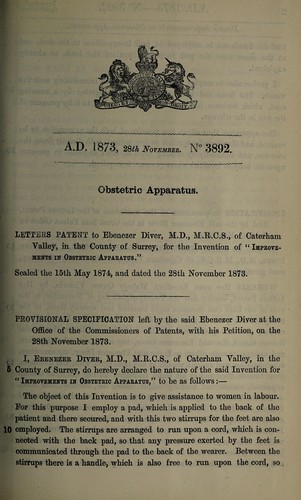 A.D. 1873, 28th November. No 3892.
Obstetric Apparatus.
LETTERS PATENT to Ebenezer Diver, M.D., M.R.C.S., of Caterham
Valley, in the County of Surrey, for the Invention of "Improve-
ments in Obstetric Apparatus."
Sealed the 15th May 1874, and dated the 28th November 1873.
PROVISIONAL SPECIFICATION left by the said Ebenezer Diver at the
Office of the Commissioners of Patents, with his Petition, on the
28th November 1873.
I, Ebenezer Diver, M.D., M.R.C.S., of Caterham Valley, in the
5 County of Surrey, do hereby declare the nature of the said Invention for
"Improvements in Obstetric Apparatus," to be as follows:—
The object of this Invention is to give assistance to women in labour.
For this purpose I employ a pad, which is applied to the back of the
patient and there secured, and with this two stirrups for the feet are also
10 employed. The stirrups are arranged to run upon a cord, which is con-
nected with the back pad, so that any pressure exerted by the feet is
communicated through the pad to the back of the wearer. Between the
stirrups there is a handle, which is also free to run upon the cord, so